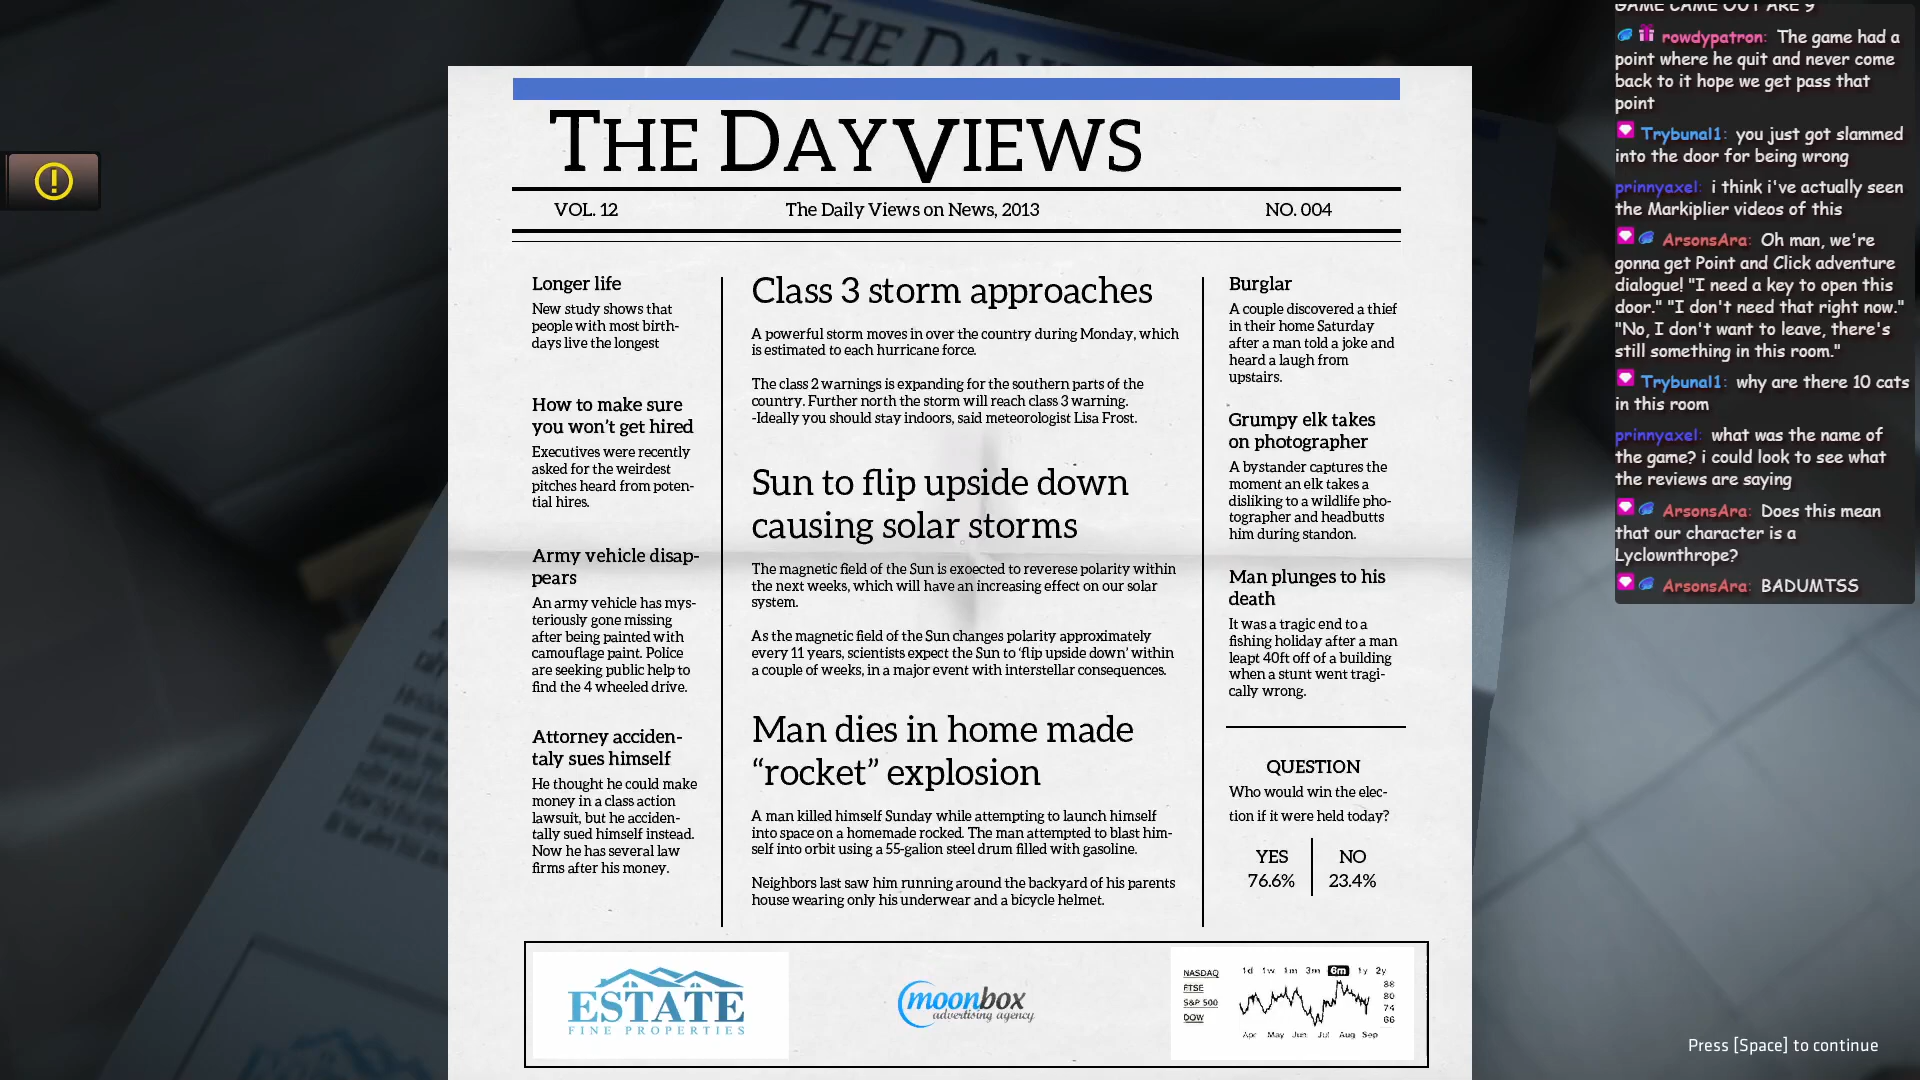 THE DAYVIEWS
VOL. 12
The Daily Views on News, 2013
NO. 004
Longer life
New study shows that
people with most birth-
days live the longest
How to make sure
you won't get hired
Executives were recently
asked for the weirdest
pitches heard from poten-
tial hires.
Army vehicle disap-
pears
An army vehicle has mys-
teriously gone missing
after being painted with
camouflage paint. Police
are seeking public help to
find the 4 wheeled drive.
Attorney acciden-
taly sues himself
He thought he could make
money in a class action
lawsuit, but he acciden-
tally sued himself instead.
Now he has several law
firms after his money.
Class 3 storm approaches
A powerful storm moves in over the country during Monday, which
is estimated to each hurricane force.
The class 2 warnings is expanding for the southern parts of the
country. Further north the storm will reach class 3 warning.
-Ideally you should stay indoors, said meteorologist Lisa Frost.
Sun to flip upside down
causing solar storms
The magnetic field of the Sun is exoected to reverese polarity within
the next weeks, which will have an increasing effect on our solar
system.
As the magnetic field of the Sun changes polarity approximately
every 11 years, scientists expect the Sun to 'flip upside down' within
a couple of weeks, in a major event with interstellar consequences.
Man dies in home made
“rocket” explosion
A man killed himself Sunday while attempting to launch himself
into space on a homemade rocked. The man attempted to blast him-
self into orbit using a 55-galion steel drum filled with gasoline.
Neighbors last saw him running around the backyard of his parents
house wearing only his underwear and a bicycle helmet.
Burglar
A couple discovered a thief
in their home Saturday
after a man told a joke and
heard a laugh from
upstairs.
Grumpy elk takes
on photographer
A bystander captures the
moment an elk takes a
disliking to a wildlife pho-
tographer and headbutts
him during standon.
Man plunges to his
death
It was a tragic end to a
fishing holiday after a man
leapt 40ft off of a building
when a stunt went tragi-
cally wrong.
QUESTION
Who would win the elec-
tion if it were held today?
YES
NO
76.6%
23.4%
ESTATE
FINE PROPERTIES
moonbox
advertising agency
NASDAQ
FTSE
S&P 500
DOW
1d 1w 1m 3m 6m 1y 2y
88
80
74
66
Apr May Jun Jul Aug Sep
THE DAY
GAME CAME OUT ARE 9
rowdypatron: The game had a
point where he quit and never come
back to it hope we get pass that
point
Trybunal1: you just got slammed
into the door for being wrong
prinnyaxel: i think i've actually seen
the Markiplier videos of this
ArsonsAra: Oh man, we're
gonna get Point and Click adventure
dialogue! "I need a key to open this
door." "I don't need that right now."
"No, I don't want to leave, there's
still something in this room."
Trybunal1: why are there 10 cats
in this room
prinnyaxel: what was the name of
the game? i could look to see what
the reviews are saying
ArsonsAra: Does this mean
that our character is a
Lyclownthrope?
ArsonsAra: BADUMTSS
Press [Space] to continue